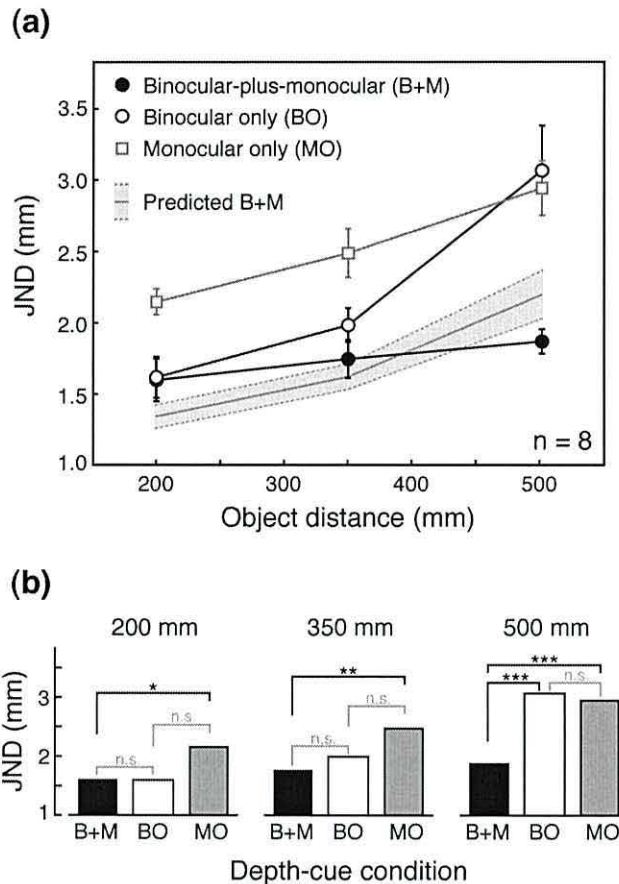 (a)
3.5
3.0
2.5
2.0
1.5
1.0
JND (mm)
Binocular-plus-monocular (B+M)
Binocular only (BO)
Monocular only (MO)
Predicted B+M
n = 8
200 300 400 500
Object distance (mm)
(b)
200 mm 350 mm 500 mm
JND (mm)
3
2
1
* n.s. n.s.
** n.s. n.s.
*** *** n.s.
B+M BO MO B+M BO MO B+M BO MO
Depth-cue condition